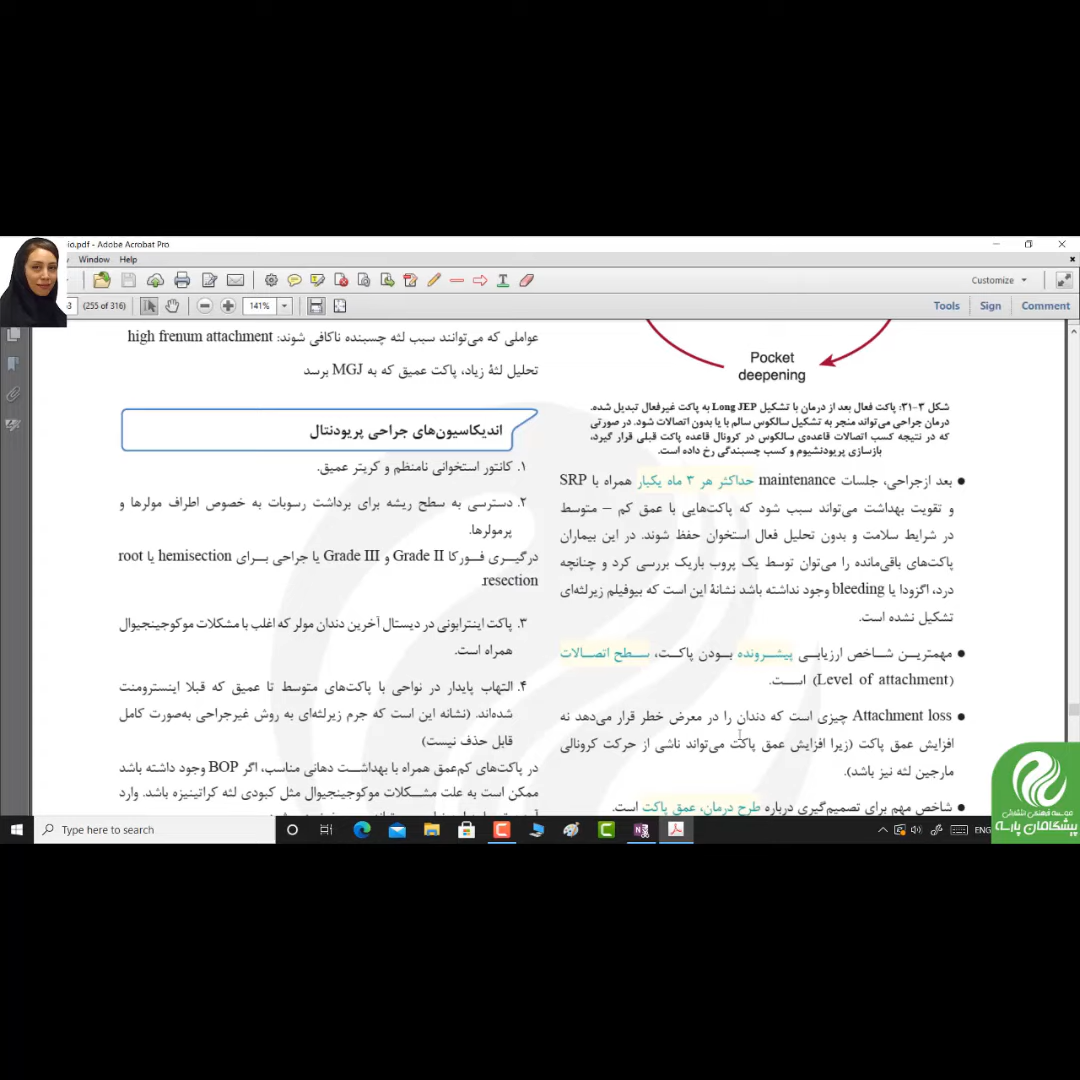 io.pdf - Adobe Acrobat Pro
Window Help
Customize
(255 of 316)
141%
Tools Sign Comment
Pocket
deepening
شکل ۳-۳۱: پاکت فعال بعد از درمان با تشکیل Long JEP به پاکت غیرفعال تبدیل شده.
درمان جراحی می‌تواند منجر به تشکیل سالکوس سالم با یا بدون اتصالات شود. در صورتی
که در نتیجه کسب اتصالات قاعده‌ی سالکوس در کرونال قاعده پاکت قبلی قرار گیرد،
بازسازی پریودنشیوم و کسب چسبندگی رخ داده است.
● بعد ازجراحی، جلسات maintenance حداکثر هر ۳ ماه یکبار همراه با SRP
و تقویت بهداشت می‌تواند سبب شود که پاکت‌هایی با عمق کم – متوسط
در شرایط سلامت و بدون تحلیل فعال استخوان حفظ شوند. در این بیماران
پاکت‌های باقی‌مانده را می‌توان توسط یک پروب باریک بررسی کرد و چنانچه
درد، اگزودا یا bleeding وجود نداشته باشد نشانهٔ این است که بیوفیلم زیرلثه‌ای
تشکیل نشده است.
● مهمترین شاخص ارزیابی پیشرونده بودن پاکت، سطح اتصالات
(Level of attachment) است.
● Attachment loss چیزی است که دندان را در معرض خطر قرار می‌دهد نه
افزایش عمق پاکت (زیرا افزایش عمق پاکت می‌تواند ناشی از حرکت کرونالی
مارجین لثه نیز باشد).
● شاخص مهم برای تصمیم‌گیری درباره طرح درمان، عمق پاکت است.
عواملی که می‌توانند سبب لثه چسبنده ناکافی شوند: high frenum attachment
تحلیل لثهٔ زیاد، پاکت عمیق که به MGJ برسد
اندیکاسیون‌های جراحی پریودنتال
۱. کانتور استخوانی نامنظم و کریتر عمیق.
۲. دسترسی به سطح ریشه برای برداشت رسوبات به خصوص اطراف مولرها و
پرمولرها.
درگیری فورکا Grade II و Grade III یا جراحی برای hemisection یا root
resection.
۳. پاکت اینترابونی در دیستال آخرین دندان مولر که اغلب با مشکلات موکوجینجیوال
همراه است.
۴. التهاب پایدار در نواحی با پاکت‌های متوسط تا عمیق که قبلا اینسترومنت
شده‌اند. (نشانه این است که جرم زیرلثه‌ای به روش غیرجراحی به‌صورت کامل
قابل حذف نیست)
در پاکت‌های کم‌عمق همراه با بهداشت دهانی مناسب، اگر BOP وجود داشته باشد
ممکن است به علت مشکلات موکوجینجیوال مثل کبودی لثه کراتینیزه باشد. وارد
Type here to search
ENG
موسسه فرهنگی انتشاراتی
پیشگامان پارسه